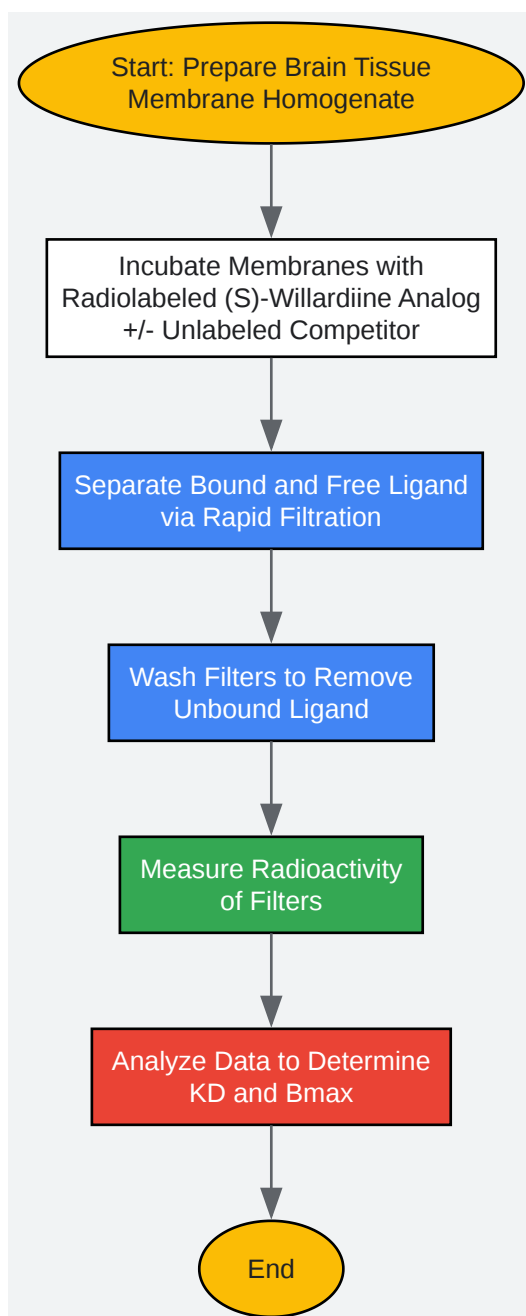 Start: Prepare Brain Tissue
Membrane Homogenate
Incubate Membranes with
Radiolabeled (S)-Willardiine Analog
+/- Unlabeled Competitor
Separate Bound and Free Ligand
via Rapid Filtration
Wash Filters to Remove
Unbound Ligand
Measure Radioactivity
of Filters
Analyze Data to Determine
KD and Bmax
End